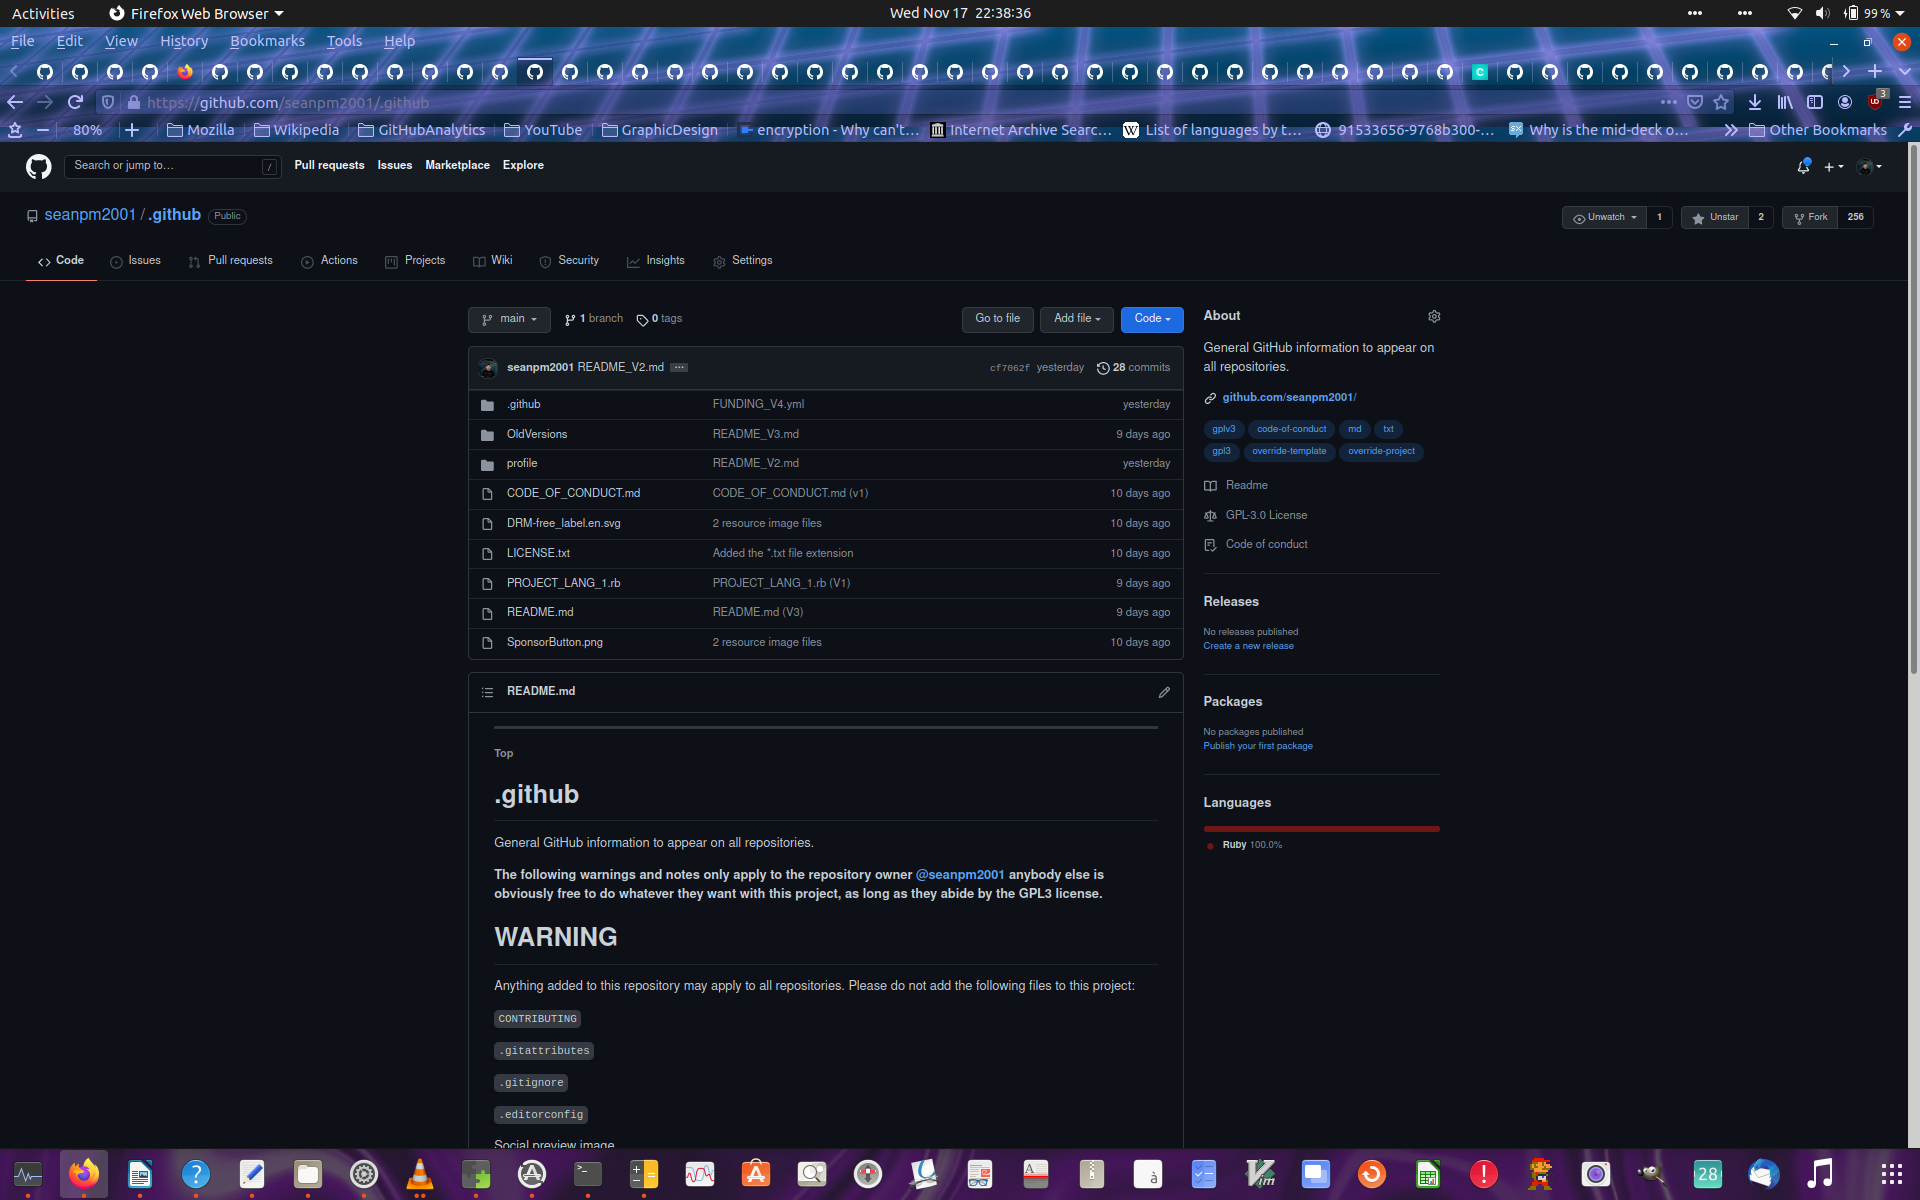 Activities
Firefox Web Browser
Wed Nov 17 22:38:36
99 %
File Edit View History Bookmarks Tools Help
https://github.com/seanpm2001/.github
3
80%
Mozilla
Wikipedia
GitHubAnalytics
YouTube
GraphicDesign
encryption - Why can't…
Internet Archive Searc…
List of languages by t…
91533656-9768b300-…
Why is the mid-deck o…
Other Bookmarks
Search or jump to…
/
Pull requests Issues Marketplace Explore
seanpm2001 / .github Public
Unwatch 1
Unstar 2
Fork 256
Code Issues Pull requests Actions Projects Wiki Security Insights Settings
main
1 branch 0 tags
Go to file
Add file
Code
seanpm2001 README_V2.md ... cf7062f yesterday 28 commits
.github FUNDING_V4.yml yesterday
OldVersions README_V3.md 9 days ago
profile README_V2.md yesterday
CODE_OF_CONDUCT.md CODE_OF_CONDUCT.md (v1) 10 days ago
DRM-free_label.en.svg 2 resource image files 10 days ago
LICENSE.txt Added the *.txt file extension 10 days ago
PROJECT_LANG_1.rb PROJECT_LANG_1.rb (V1) 9 days ago
README.md README.md (V3) 9 days ago
SponsorButton.png 2 resource image files 10 days ago
README.md
Top
.github
General GitHub information to appear on all repositories.
The following warnings and notes only apply to the repository owner @seanpm2001 anybody else is
obviously free to do whatever they want with this project, as long as they abide by the GPL3 license.
WARNING
Anything added to this repository may apply to all repositories. Please do not add the following files to this project:
CONTRIBUTING
.gitattributes
.gitignore
.editorconfig
Social preview image
About
General GitHub information to appear on
all repositories.
github.com/seanpm2001/
gplv3 code-of-conduct md txt
gpl3 override-template override-project
Readme
GPL-3.0 License
Code of conduct
Releases
No releases published
Create a new release
Packages
No packages published
Publish your first package
Languages
Ruby 100.0%
28